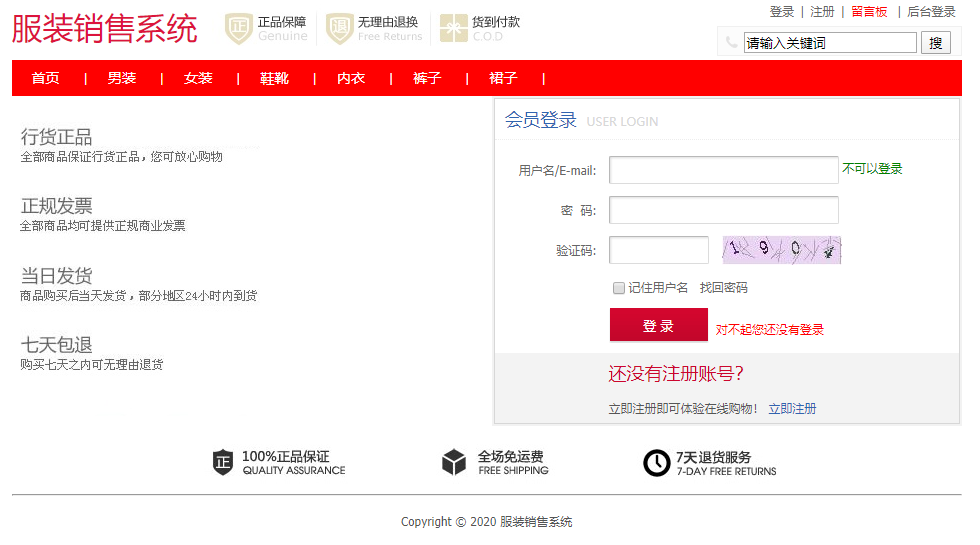 服装销售系统
正品保障
Genuine
无理由退换
Free Returns
货到付款
C.O.D
登录 | 注册 | 留言板 | 后台登录
请输入关键词 搜
首页 | 男装 | 女装 | 鞋靴 | 内衣 | 裤子 | 裙子 |
行货正品
全部商品保证行货正品，您可放心购物
正规发票
全部商品均可提供正规商业发票
当日发货
商品购买后当天发货，部分地区24小时内到货
七天包退
购买七天之内可无理由退货
会员登录 USER LOGIN
用户名/E-mail: 不可以登录
密 码:
验证码: 1 9 0
记住用户名 找回密码
登 录 对不起您还没有登录
还没有注册账号？
立即注册即可体验在线购物！ 立即注册
正 100%正品保证
QUALITY ASSURANCE
全场免运费
FREE SHIPPING
7天退货服务
7-DAY FREE RETURNS
Copyright © 2020 服装销售系统